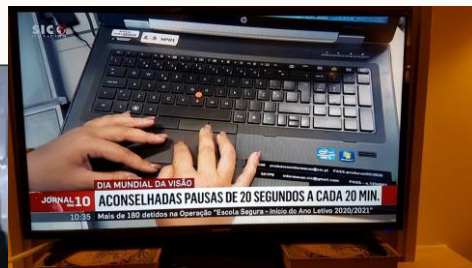 SIC
NOTÍCIAS
HP01
DIA MUNDIAL DA VISÃO
JORNAL DAS 10
ACONSELHADAS PAUSAS DE 20 SEGUNDOS A CADA 20 MIN.
10:35 Mais de 180 detidos na Operação "Escola Segura - Início do Ano Letivo 2020/2021"